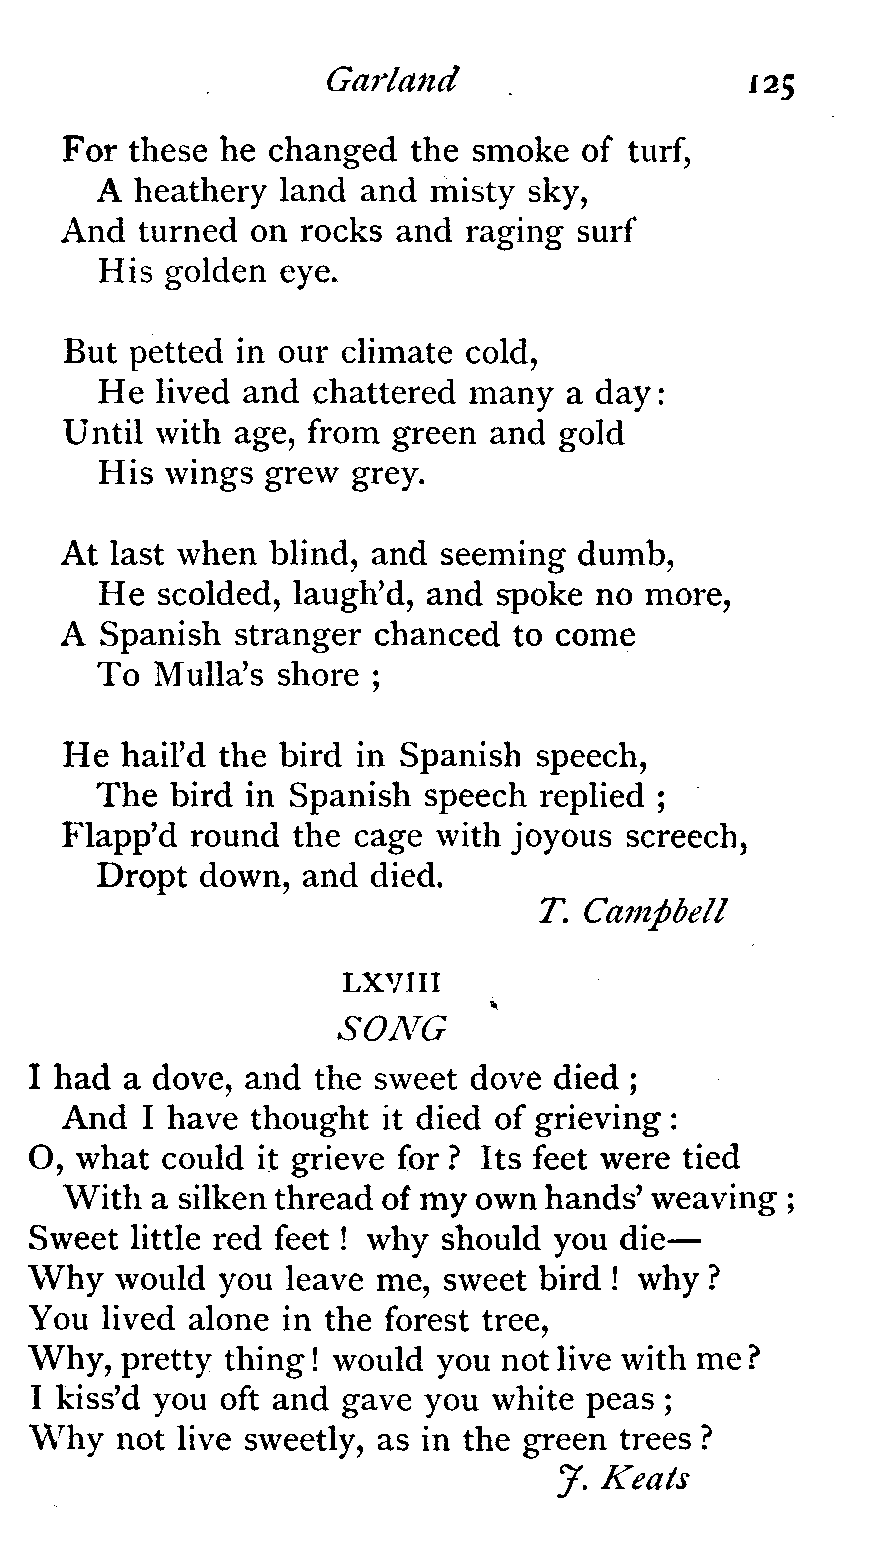 Garland 125
For these he changed the smoke of turf,
A heathery land and misty sky,
And turned on rocks and raging surf
His golden eye.
But petted in our climate cold,
He lived and chattered many a day:
Until with age, from green and gold
His wings grew grey.
At last when blind, and seeming dumb,
He scolded, laugh'd, and spoke no more,
A Spanish stranger chanced to come
To Mulla's shore ;
He hail'd the bird in Spanish speech,
The bird in Spanish speech replied ;
Flapp'd round the cage with joyous screech,
Dropt down, and died.
T. Campbell
LXVIII
SONG
I had a dove, and the sweet dove died ;
And I have thought it died of grieving :
O, what could it grieve for ? Its feet were tied
With a silken thread of my own hands' weaving ;
Sweet little red feet ! why should you die—
Why would you leave me, sweet bird ! why ?
You lived alone in the forest tree,
Why, pretty thing ! would you not live with me ?
I kiss'd you oft and gave you white peas ;
Why not live sweetly, as in the green trees ?
J. Keats